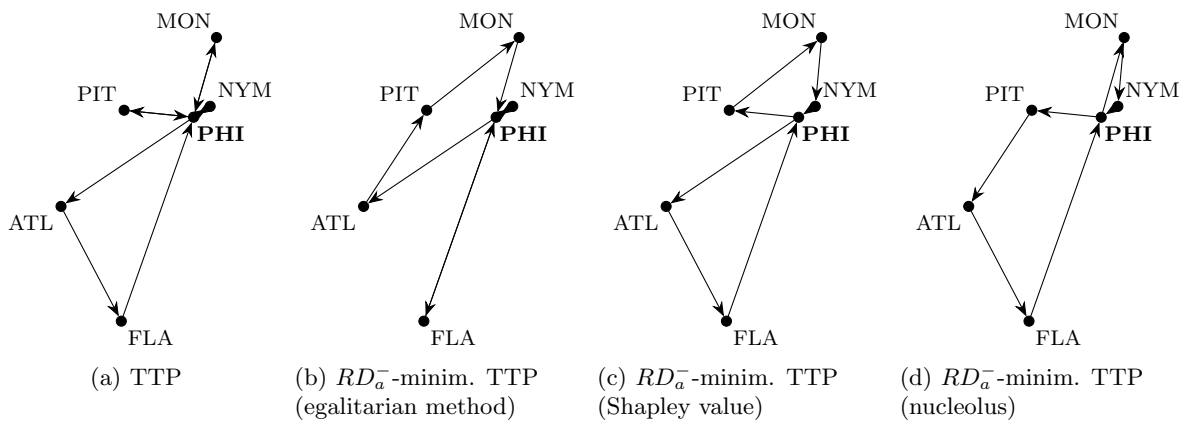 MON
NYM
PIT
PHI
ATL
FLA
(a) TTP
MON
NYM
PIT
PHI
ATL
FLA
(b) RD_a^−-minim. TTP
(egalitarian method)
MON
NYM
PIT
PHI
ATL
FLA
(c) RD_a^−-minim. TTP
(Shapley value)
MON
NYM
PIT
PHI
ATL
FLA
(d) RD_a^−-minim. TTP
(nucleolus)